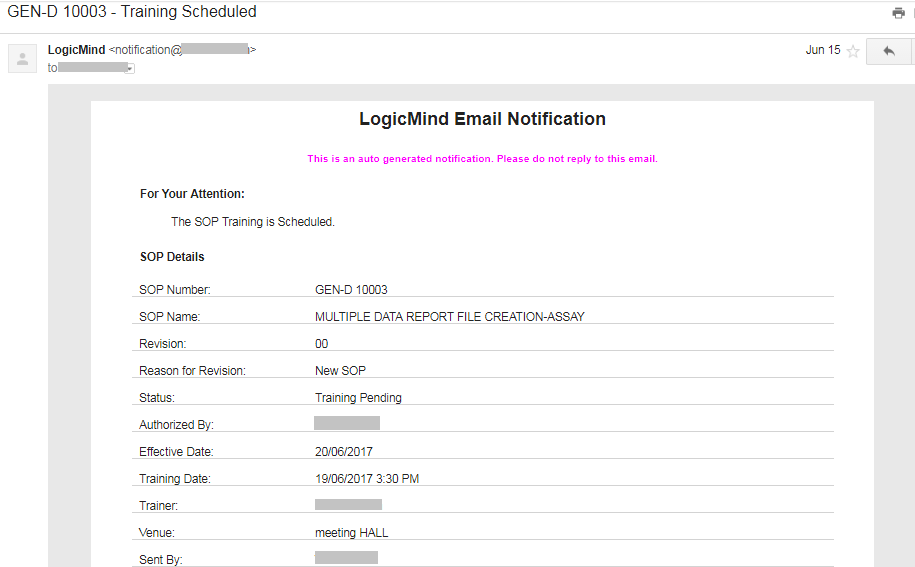 GEN-D 10003 - Training Scheduled
LogicMind <notification@ >
Jun 15
to
LogicMind Email Notification
This is an auto generated notification. Please do not reply to this email.
For Your Attention:
The SOP Training is Scheduled.
SOP Details
SOP Number: GEN-D 10003
SOP Name: MULTIPLE DATA REPORT FILE CREATION-ASSAY
Revision: 00
Reason for Revision: New SOP
Status: Training Pending
Authorized By:
Effective Date: 20/06/2017
Training Date: 19/06/2017 3:30 PM
Trainer:
Venue: meeting HALL
Sent By: